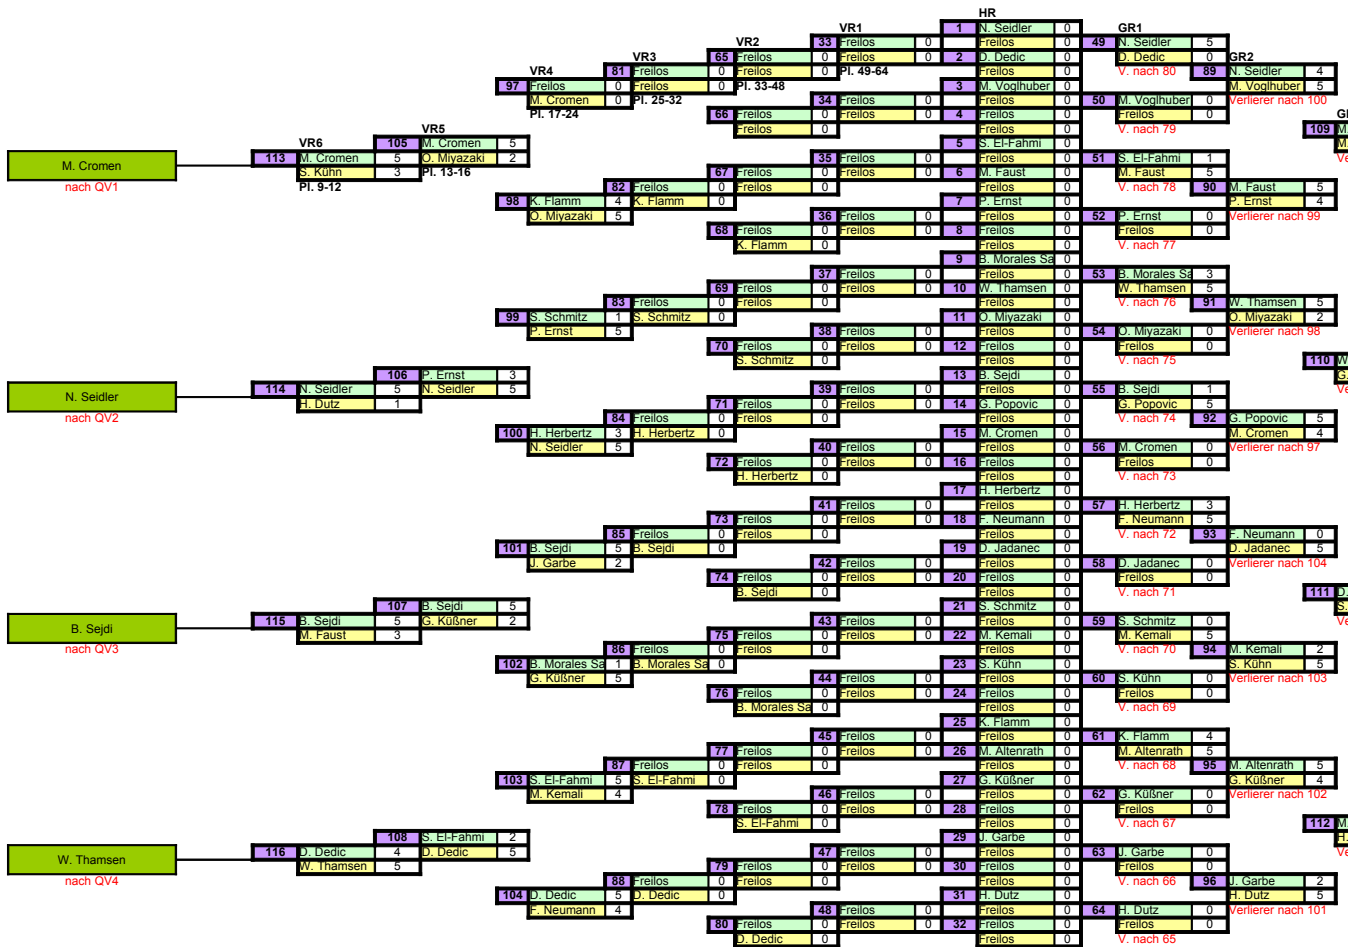 HR
VR1 1 N. Seidler 0 GR1
VR2 33 Freilos 0 Freilos 0 49 N. Seidler 5
VR3 65 Freilos 0 Freilos 0 2 D. Dedic 0 D. Dedic 0 GR2
VR4 81 Freilos 0 Freilos 0 Pl. 49-64 Freilos 0 V. nach 80 89 N. Seidler 4
97 Freilos 0 Freilos 0 Pl. 33-48 3 M. Voglhuber 0 M. Voglhuber 5
M. Cromen 0 Pl. 25-32 34 Freilos 0 Freilos 0 50 M. Voglhuber 0 Verlierer nach 100
Pl. 17-24 66 Freilos 0 Freilos 0 4 Freilos 0 Freilos 0
Freilos 0 Freilos 0 V. nach 79 109
VR6 VR5 105 M. Cromen 5 5 S. El-Fahmi 0
M. Cromen 113 M. Cromen 5 O. Miyazaki 2 35 Freilos 0 Freilos 0 51 S. El-Fahmi 1
S. Kühn 3 Pl. 13-16 67 Freilos 0 Freilos 0 6 M. Faust 0 M. Faust 5
nach QV1 Pl. 9-12 82 Freilos 0 Freilos 0 Freilos 0 V. nach 78 90 M. Faust 5
98 K. Flamm 4 K. Flamm 0 7 P. Ernst 0 P. Ernst 4
O. Miyazaki 5 36 Freilos 0 Freilos 0 52 P. Ernst 0 Verlierer nach 99
68 Freilos 0 Freilos 0 8 Freilos 0 Freilos 0
K. Flamm 0 Freilos 0 V. nach 77
9 B. Morales Sa 0
37 Freilos 0 Freilos 0 53 B. Morales Sa 3
69 Freilos 0 Freilos 0 10 W. Thamsen 0 W. Thamsen 5
83 Freilos 0 Freilos 0 Freilos 0 V. nach 76 91 W. Thamsen 5
99 S. Schmitz 1 S. Schmitz 0 11 O. Miyazaki 0 O. Miyazaki 2
P. Ernst 5 38 Freilos 0 Freilos 0 54 O. Miyazaki 0 Verlierer nach 98
70 Freilos 0 Freilos 0 12 Freilos 0 Freilos 0
S. Schmitz 0 Freilos 0 V. nach 75 110
106 P. Ernst 3 13 B. Sejdi 0
N. Seidler 114 N. Seidler 5 N. Seidler 5 39 Freilos 0 Freilos 0 55 B. Sejdi 1
H. Dutz 1 71 Freilos 0 Freilos 0 14 G. Popovic 0 G. Popovic 5
nach QV2 84 Freilos 0 Freilos 0 Freilos 0 V. nach 74 92 G. Popovic 5
100 H. Herbertz 3 H. Herbertz 0 15 M. Cromen 0 M. Cromen 4
N. Seidler 5 40 Freilos 0 Freilos 0 56 M. Cromen 0 Verlierer nach 97
72 Freilos 0 Freilos 0 16 Freilos 0 Freilos 0
H. Herbertz 0 Freilos 0 V. nach 73
17 H. Herbertz 0
41 Freilos 0 Freilos 0 57 H. Herbertz 3
73 Freilos 0 Freilos 0 18 F. Neumann 0 F. Neumann 5
85 Freilos 0 Freilos 0 Freilos 0 V. nach 72 93 F. Neumann 0
101 B. Sejdi 5 B. Sejdi 0 19 D. Jadanec 0 D. Jadanec 5
J. Garbe 2 42 Freilos 0 Freilos 0 58 D. Jadanec 0 Verlierer nach 104
74 Freilos 0 Freilos 0 20 Freilos 0 Freilos 0
B. Sejdi 0 Freilos 0 V. nach 71 111
107 B. Sejdi 5 21 S. Schmitz 0
B. Sejdi 115 B. Sejdi 5 G. Küßner 2 43 Freilos 0 Freilos 0 59 S. Schmitz 0
M. Faust 3 75 Freilos 0 Freilos 0 22 M. Kemali 0 M. Kemali 5
nach QV3 86 Freilos 0 Freilos 0 Freilos 0 V. nach 70 94 M. Kemali 2
102 B. Morales Sa 1 B. Morales Sa 0 23 S. Kühn 0 S. Kühn 5
G. Küßner 5 44 Freilos 0 Freilos 0 60 S. Kühn 0 Verlierer nach 103
76 Freilos 0 Freilos 0 24 Freilos 0 Freilos 0
B. Morales Sa 0 Freilos 0 V. nach 69
25 K. Flamm 0
45 Freilos 0 Freilos 0 61 K. Flamm 4
77 Freilos 0 Freilos 0 26 M. Altenrath 0 M. Altenrath 5
87 Freilos 0 Freilos 0 Freilos 0 V. nach 68 95 M. Altenrath 5
103 S. El-Fahmi 5 S. El-Fahmi 0 27 G. Küßner 0 G. Küßner 4
M. Kemali 4 46 Freilos 0 Freilos 0 62 G. Küßner 0 Verlierer nach 102
78 Freilos 0 Freilos 0 28 Freilos 0 Freilos 0
S. El-Fahmi 0 Freilos 0 V. nach 67 112
108 S. El-Fahmi 2 29 J. Garbe 0
W. Thamsen 116 D. Dedic 4 D. Dedic 5 47 Freilos 0 Freilos 0 63 J. Garbe 0
W. Thamsen 5 79 Freilos 0 Freilos 0 30 Freilos 0 Freilos 0
nach QV4 88 Freilos 0 Freilos 0 Freilos 0 V. nach 66 96 J. Garbe 2
104 D. Dedic 5 D. Dedic 0 31 H. Dutz 0 H. Dutz 5
F. Neumann 4 48 Freilos 0 Freilos 0 64 H. Dutz 0 Verlierer nach 101
80 Freilos 0 Freilos 0 32 Freilos 0 Freilos 0
D. Dedic 0 Freilos 0 V. nach 65